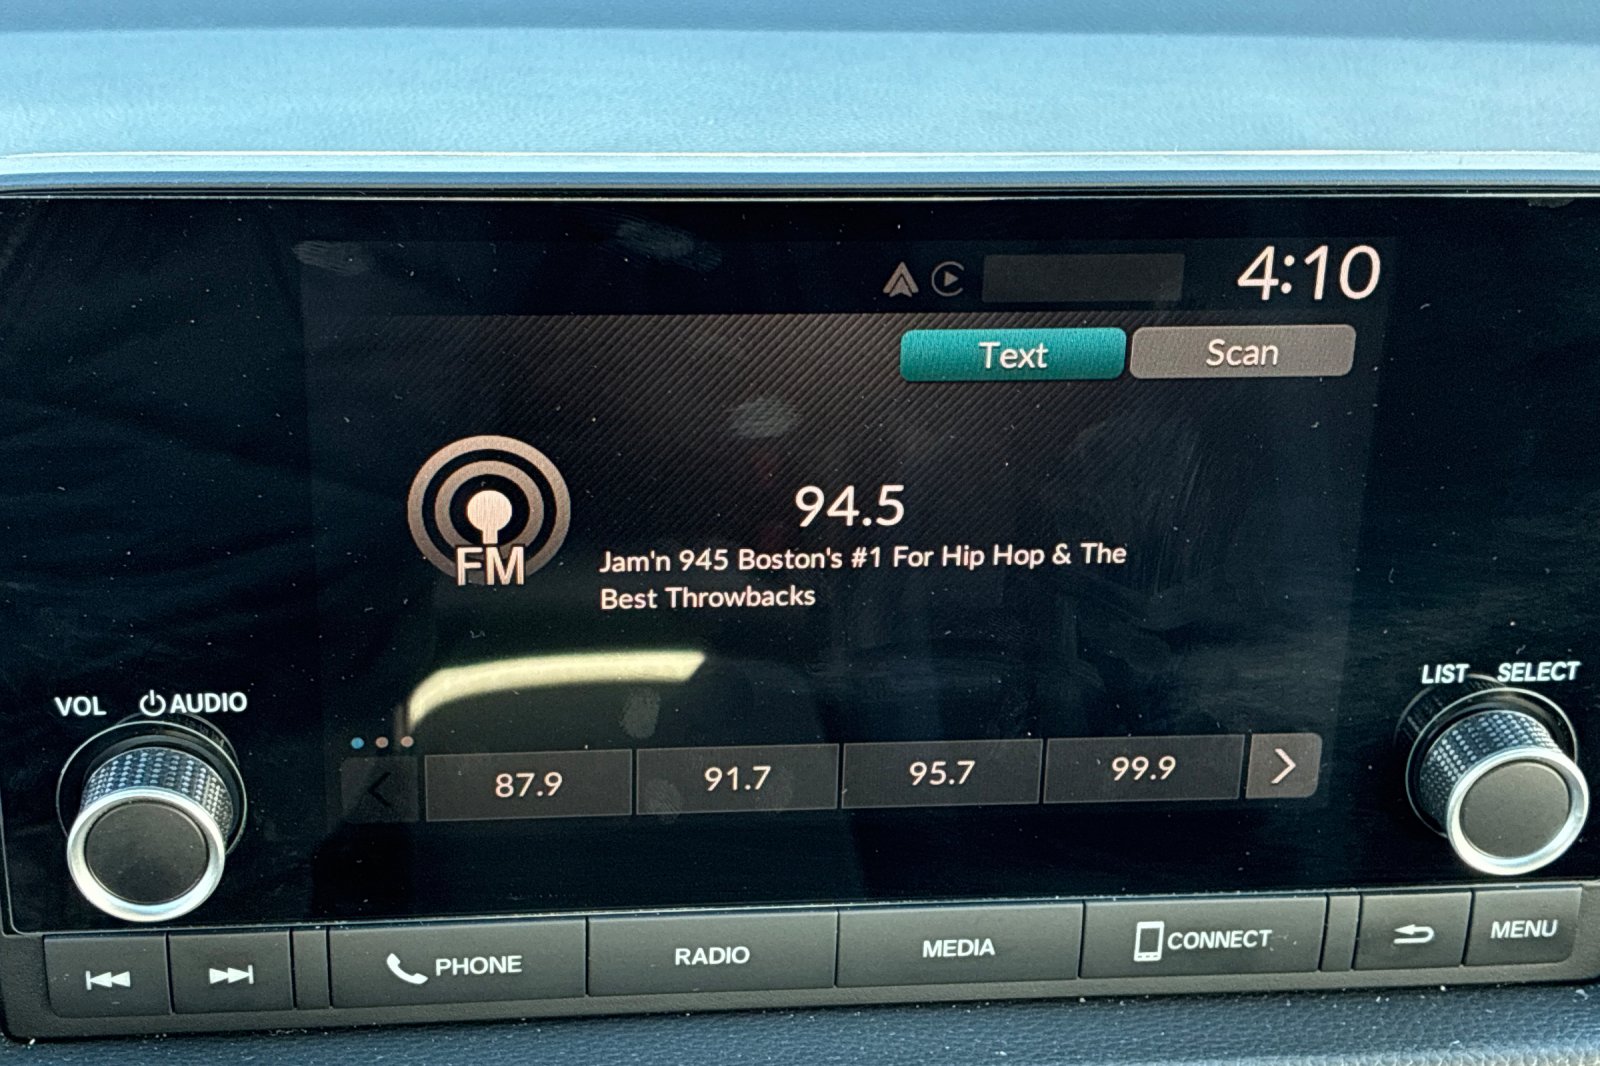 4:10
Text
Scan
94.5
FM
Jam'n 945 Boston's #1 For Hip Hop & The
Best Throwbacks
VOL AUDIO
LIST SELECT
87.9
91.7
95.7
99.9
PHONE
RADIO
MEDIA
CONNECT
MENU